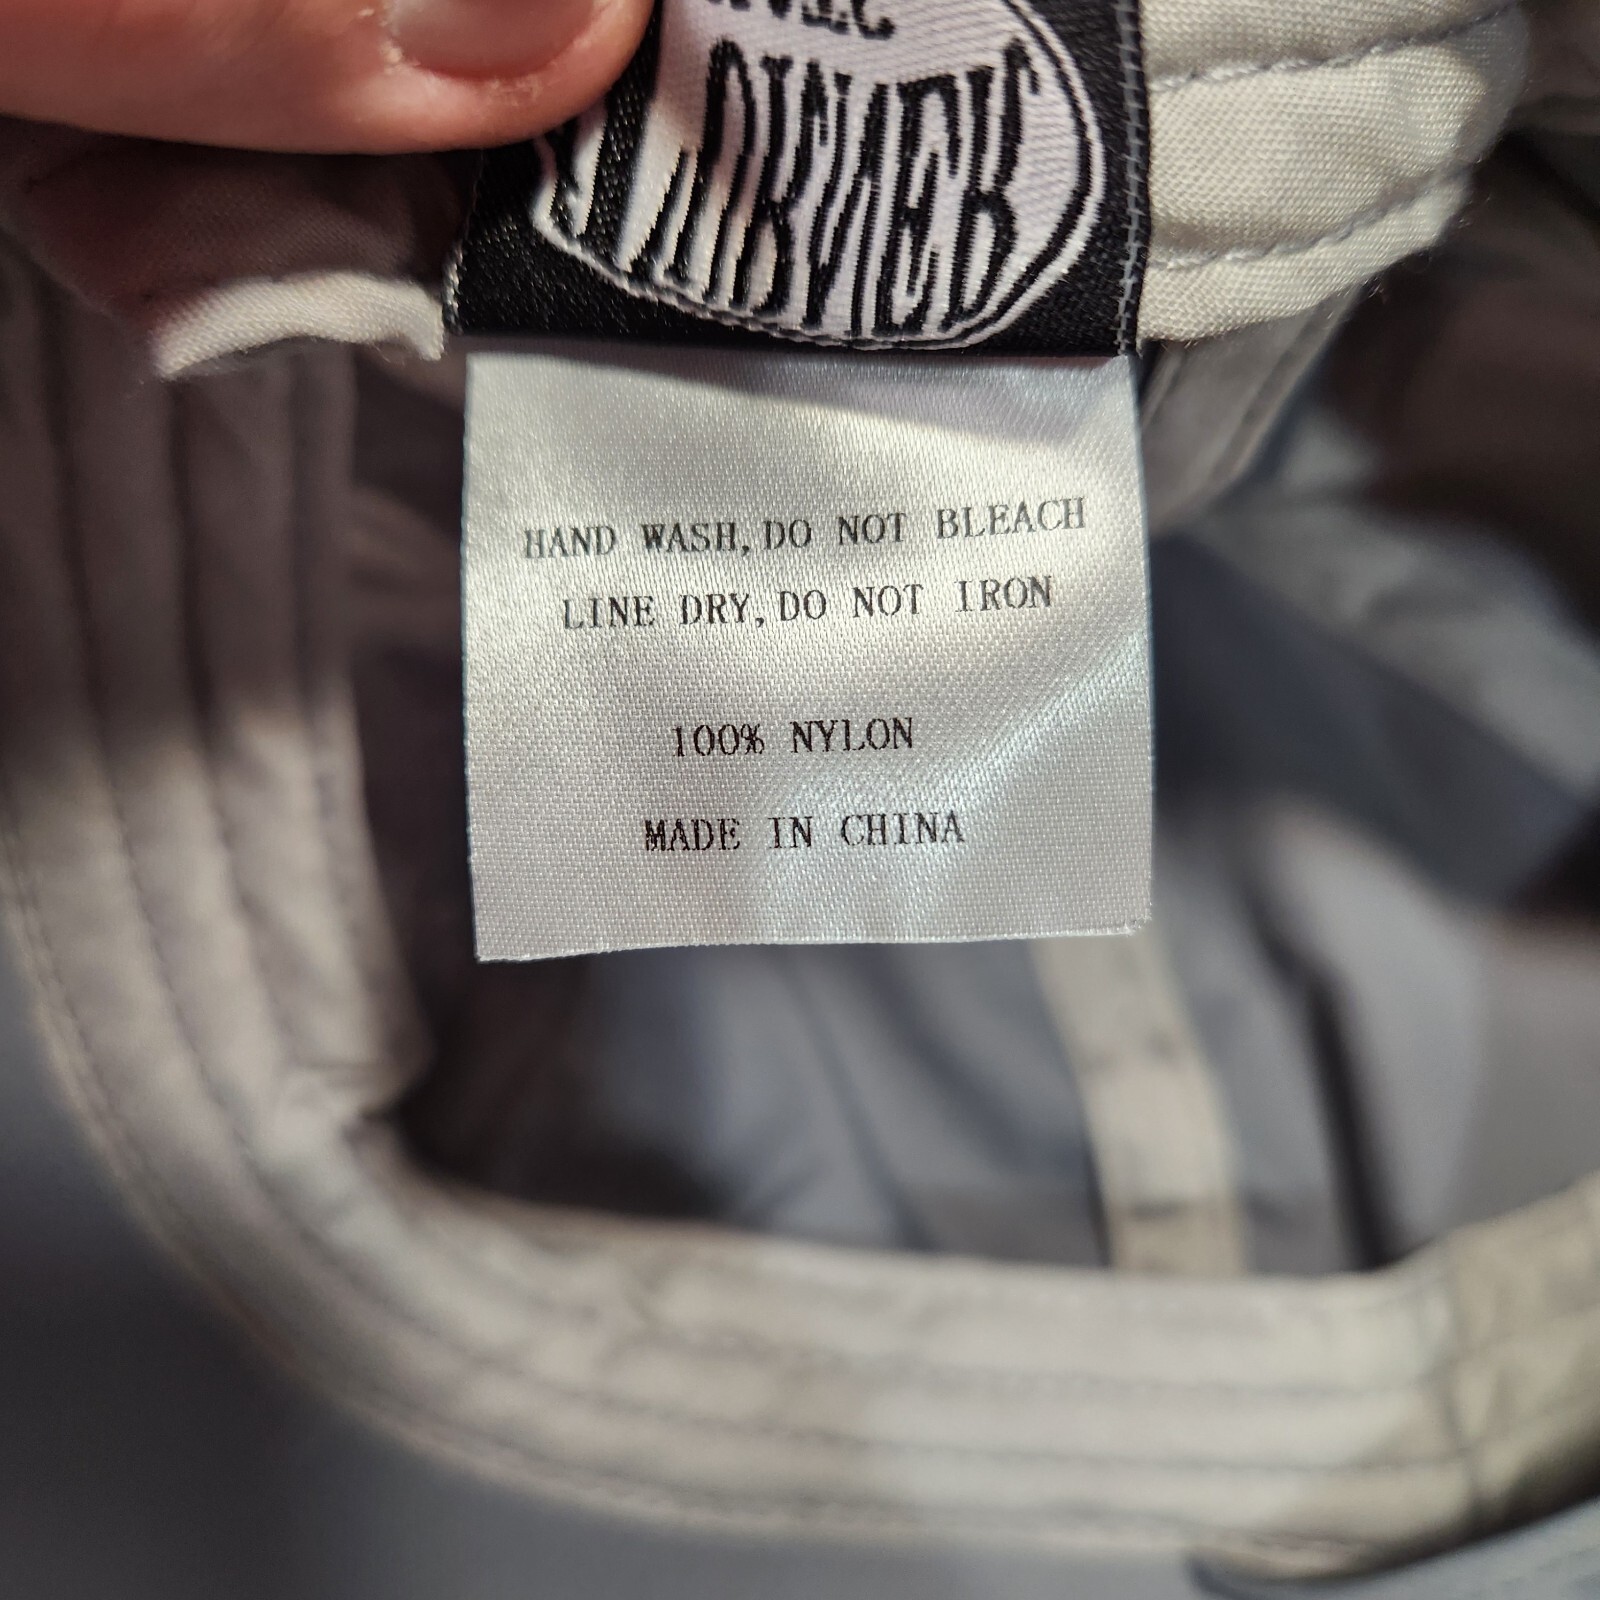 HAND WASH, DO NOT BLEACH
LINE DRY, DO NOT IRON
100% NYLON
MADE IN CHINA